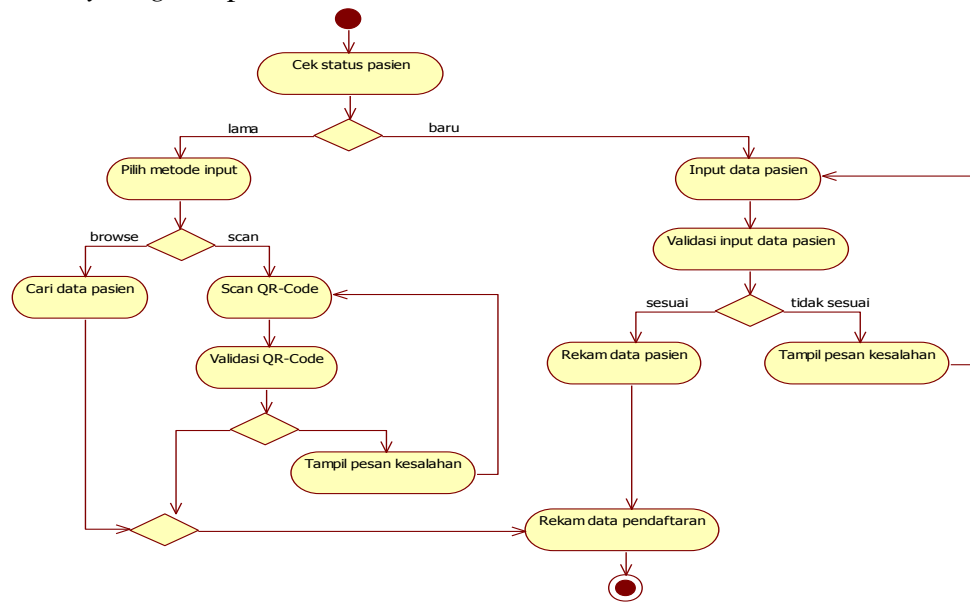 Cek status pasien
lama
baru
Pilih metode input
Input data pasien
browse
scan
Validasi input data pasien
Cari data pasien
Scan QR-Code
sesuai
tidak sesuai
Validasi QR-Code
Rekam data pasien
Tampil pesan kesalahan
Tampil pesan kesalahan
Rekam data pendaftaran